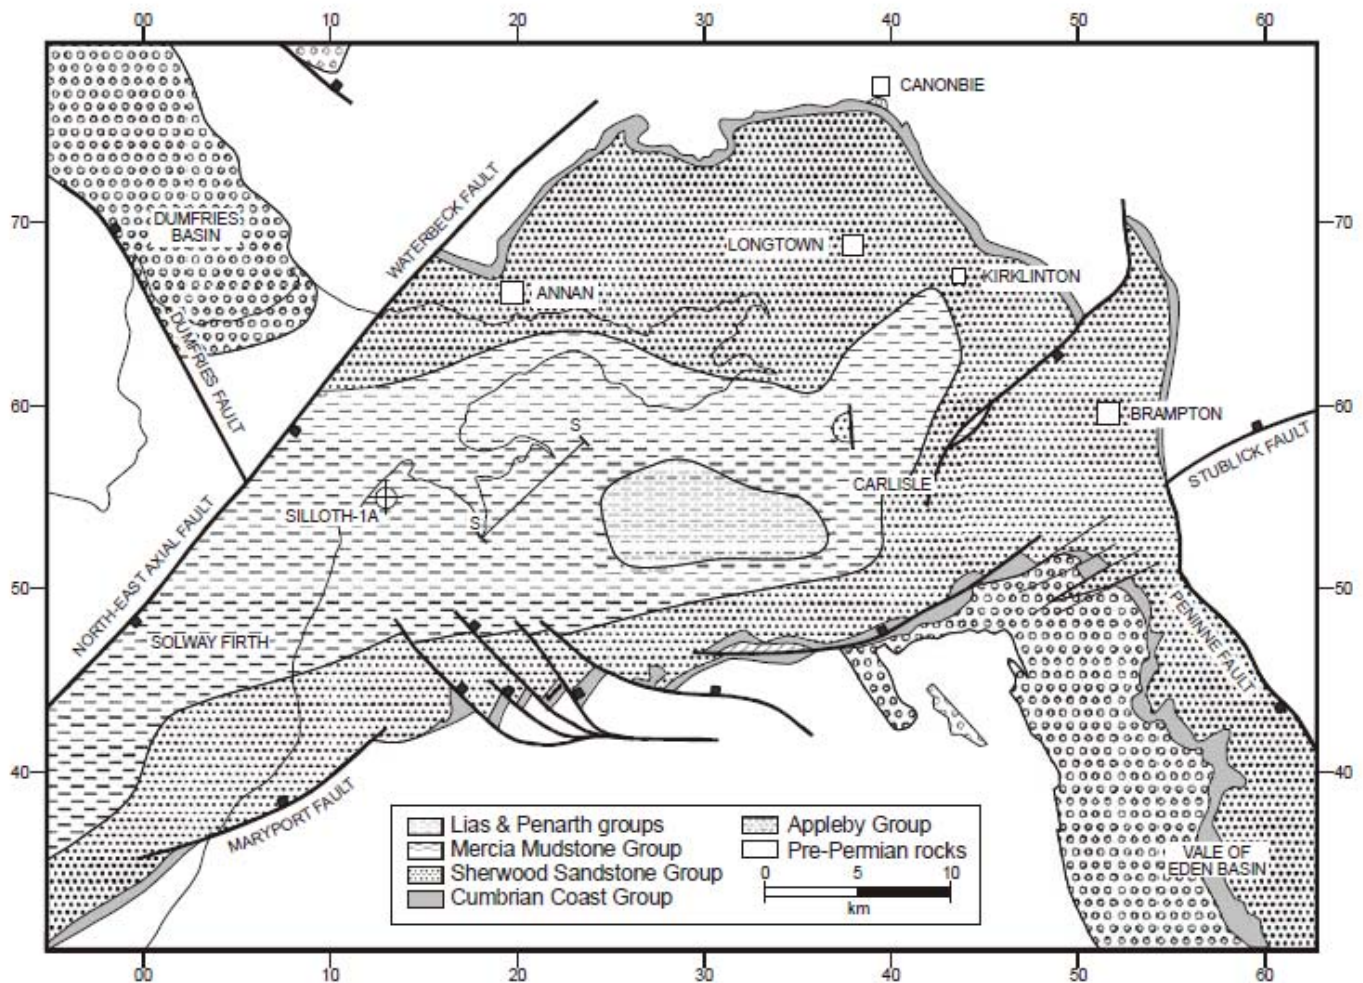 00 10 20 30 40 50 60
CANONBIE
70
DUMFRIES
BASIN
WATERBECK FAULT
LONGTOWN
70
KIRKLINTON
ANNAN
DUMFRIES FAULT
60
60
BRAMPTON
S
STUBLICK FAULT
CARLISLE
SILLOTH-1A
S
NORTH-EAST AXIAL FAULT
50
50
SOLWAY FIRTH
PENINNE FAULT
40
40
MARYPORT FAULT
Lias & Penarth groups
Mercia Mudstone Group
Sherwood Sandstone Group
Cumbrian Coast Group
Appleby Group
Pre-Permian rocks
0 5 10
km
VALE OF
EDEN BASIN
00 10 20 30 40 50 60